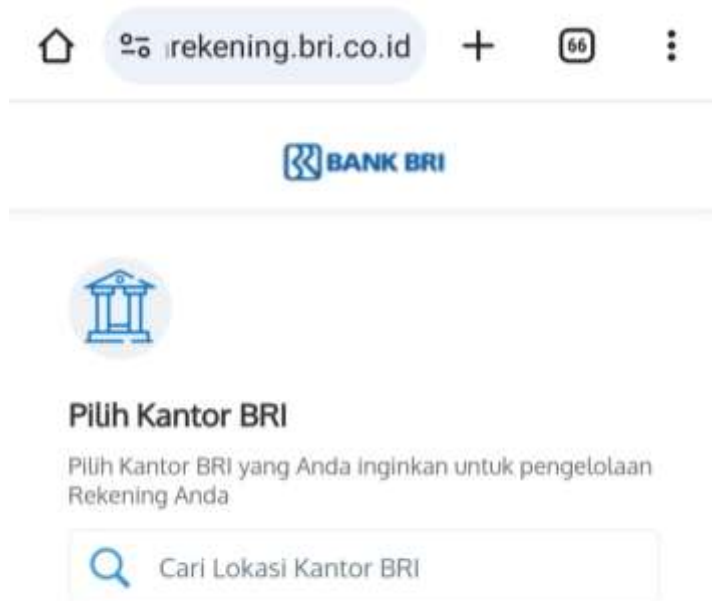 rekening.bri.co.id
66
BANK BRI
Pilih Kantor BRI
Pilih Kantor BRI yang Anda inginkan untuk pengelolaan
Rekening Anda
Cari Lokasi Kantor BRI